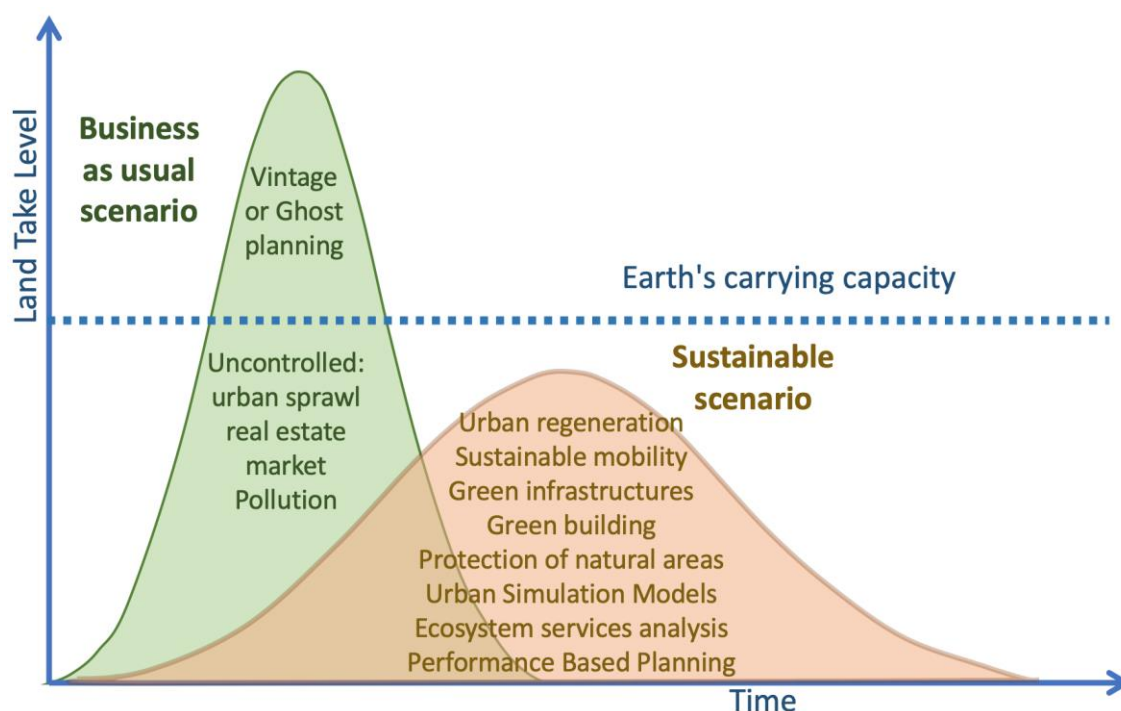 Land Take Level
Business
as usual
scenario
Vintage
or Ghost
planning
Uncontrolled:
urban sprawl
real estate
market
Pollution
Earth's carrying capacity
Sustainable
scenario
Urban regeneration
Sustainable mobility
Green infrastructures
Green building
Protection of natural areas
Urban Simulation Models
Ecosystem services analysis
Performance Based Planning
Time